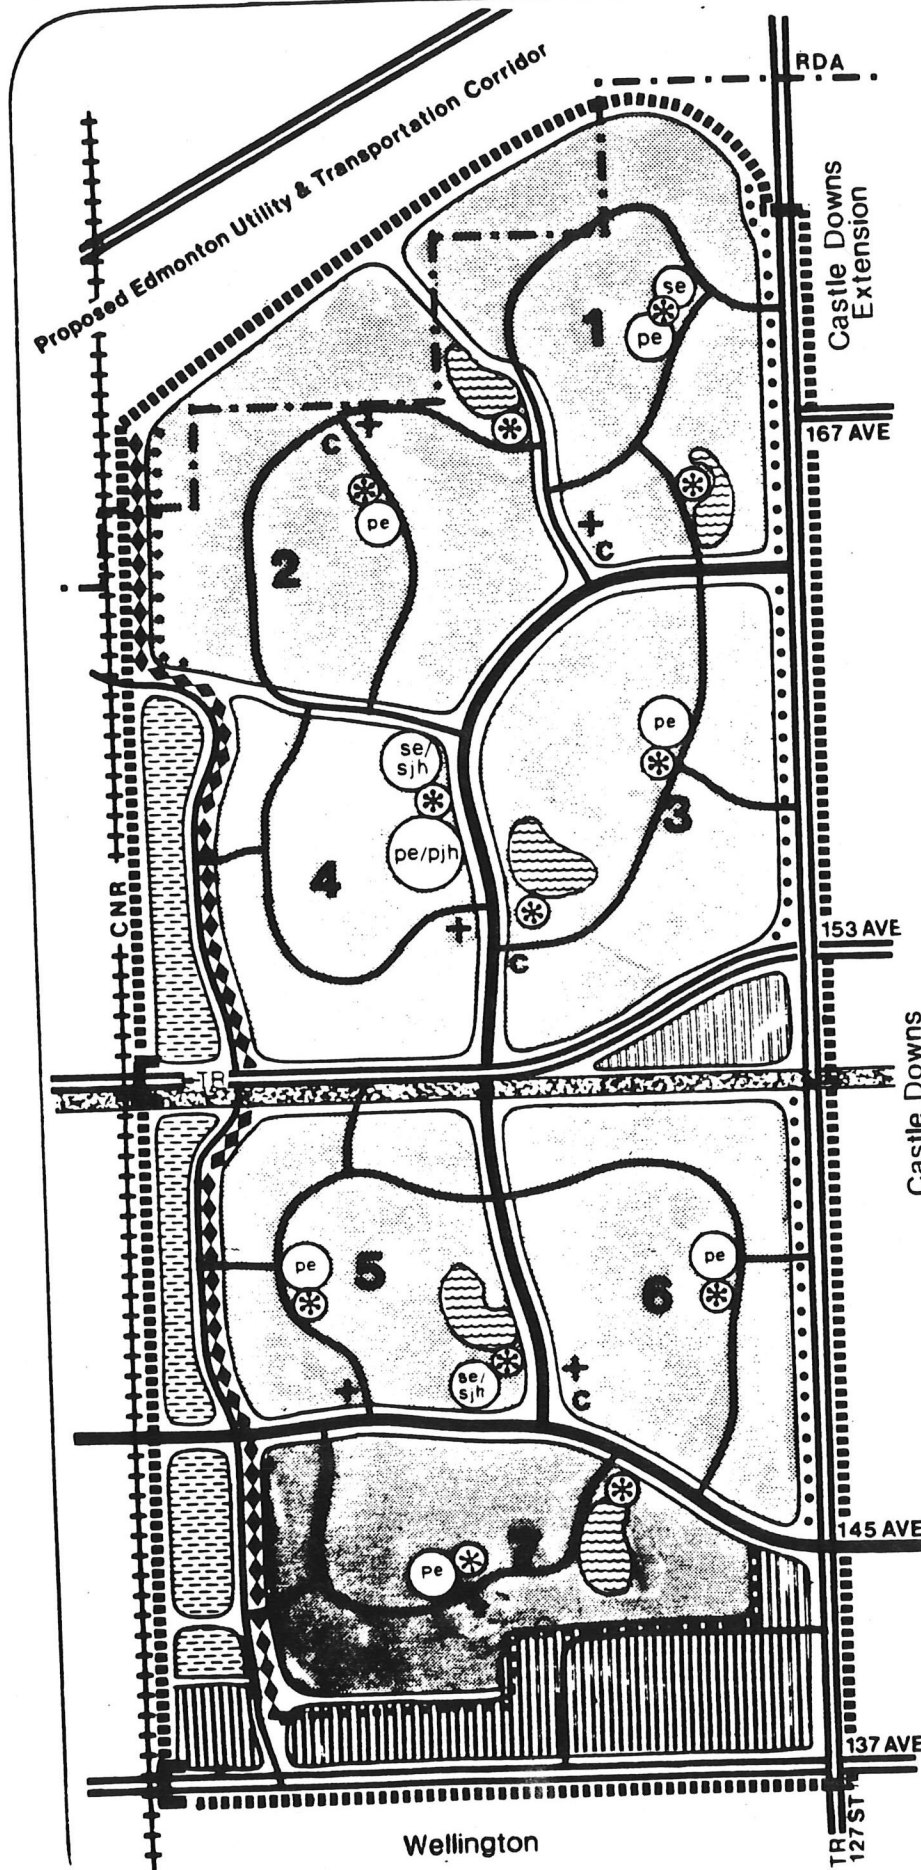 RDA
Proposed Edmonton Utility & Transportation Corridor
Castle Downs
Extension
se
1
pe
167 AVE
C
pe
2
C
pe
se/
sjh
3
pe/pjh
4
CNR
153 AVE
C
TR
Castle Downs
pe
5
pe
6
se/
sjh
C
145 AVE
pe
137 AVE
TR
127 ST
Wellington